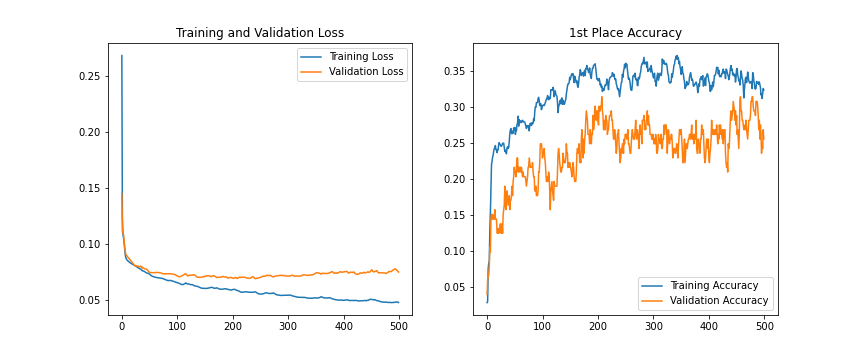 Training and Validation Loss
Training Loss
Validation Loss
0.25
0.20
0.15
0.10
0.05
0 100 200 300 400 500
1st Place Accuracy
0.35
0.30
0.25
0.20
0.15
0.10
0.05
Training Accuracy
Validation Accuracy
0 100 200 300 400 500